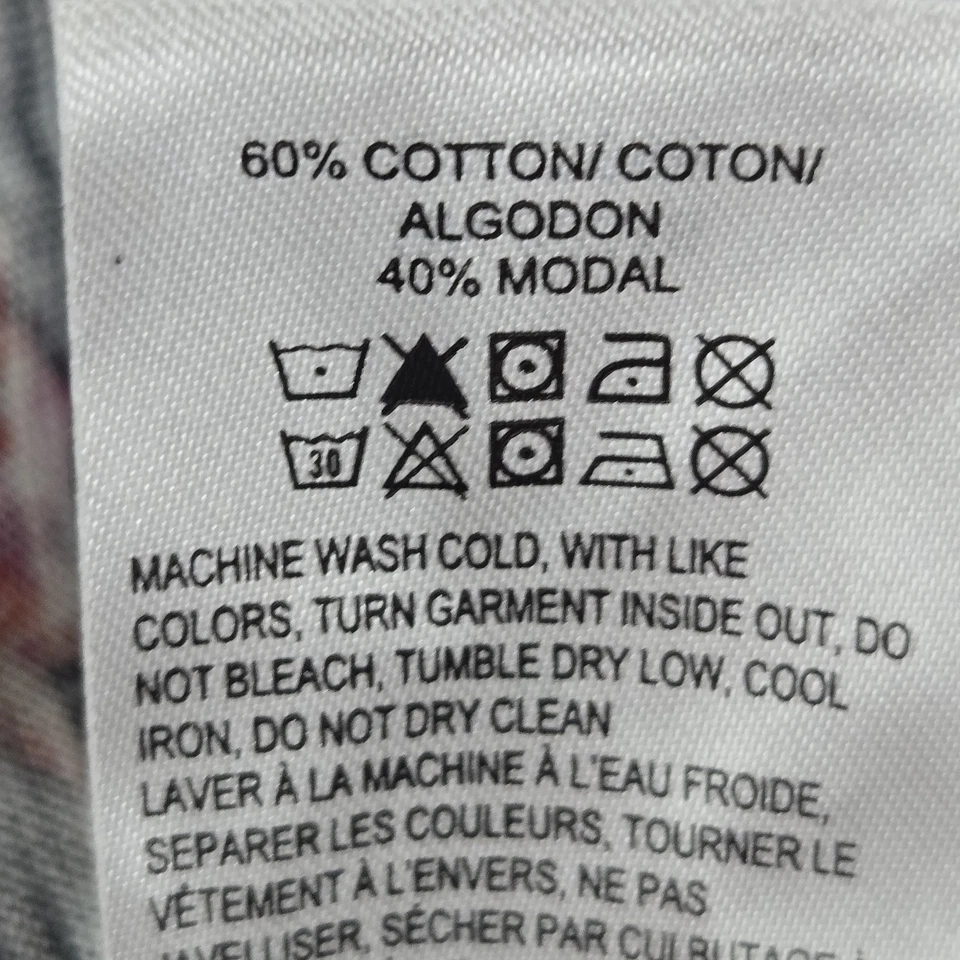 60% COTTON/ COTON/
ALGODON
40% MODAL
30
MACHINE WASH COLD, WITH LIKE
COLORS, TURN GARMENT INSIDE OUT, DO
NOT BLEACH, TUMBLE DRY LOW, COOL
IRON, DO NOT DRY CLEAN
LAVER À LA MACHINE À L'EAU FROIDE,
SEPARER LES COULEURS, TOURNER LE
VÉTEMENT À L'ENVERS, NE PAS
SÉCHER PAR